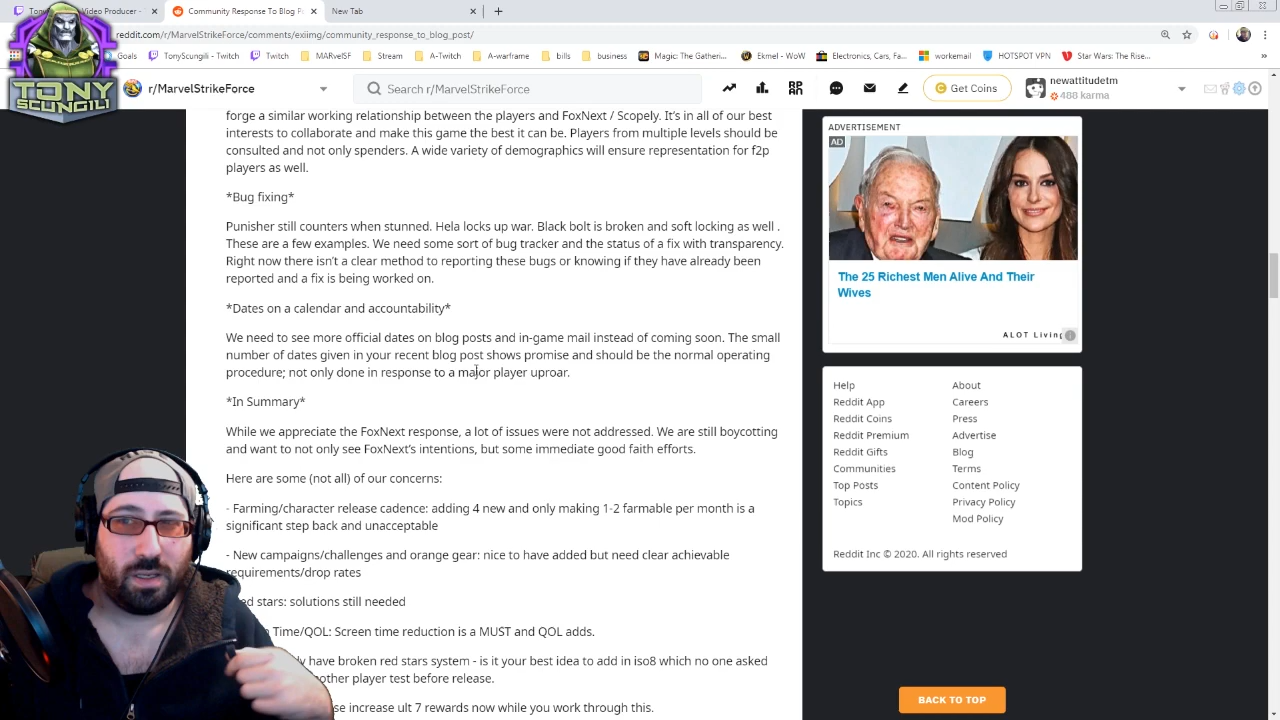 Video Producer -
Community Response To Blog P
New Tab
reddit.com/r/MarvelStrikeForce/comments/exiimg/community_response_to_blog_post/
Goals
TonyScungili - Twitch
Twitch
MARvelSF
Stream
A-Twitch
A-warframe
bills
business
Magic: The Gatheri...
Ekmel - WoW
Electronics, Cars, Fa...
workemail
HOTSPOT VPN
Star Wars: The Rise...
TONY
SCUNGILI
r/MarvelStrikeForce
Search r/MarvelStrikeForce
Get Coins
newattitudetm
488 karma
forge a similar working relationship between the players and FoxNext / Scopely. It's in all of our best
interests to collaborate and make this game the best it can be. Players from multiple levels should be
consulted and not only spenders. A wide variety of demographics will ensure representation for f2p
players as well.
*Bug fixing*
Punisher still counters when stunned. Hela locks up war. Black bolt is broken and soft locking as well .
These are a few examples. We need some sort of bug tracker and the status of a fix with transparency.
Right now there isn't a clear method to reporting these bugs or knowing if they have already been
reported and a fix is being worked on.
*Dates on a calendar and accountability*
We need to see more official dates on blog posts and in-game mail instead of coming soon. The small
number of dates given in your recent blog post shows promise and should be the normal operating
procedure; not only done in response to a major player uproar.
*In Summary*
While we appreciate the FoxNext response, a lot of issues were not addressed. We are still boycotting
and want to not only see FoxNext's intentions, but some immediate good faith efforts.
Here are some (not all) of our concerns:
- Farming/character release cadence: adding 4 new and only making 1-2 farmable per month is a
significant step back and unacceptable
- New campaigns/challenges and orange gear: nice to have added but need clear achievable
requirements/drop rates
stars: solutions still needed
Time/QOL: Screen time reduction is a MUST and QOL adds.
have broken red stars system - is it your best idea to add in iso8 which no one asked
another player test before release.
increase ult 7 rewards now while you work through this.
ADVERTISEMENT
AD
The 25 Richest Men Alive And Their
Wives
ALOT Living
Help
About
Reddit App
Careers
Reddit Coins
Press
Reddit Premium
Advertise
Reddit Gifts
Blog
Communities
Terms
Top Posts
Content Policy
Topics
Privacy Policy
Mod Policy
Reddit Inc © 2020. All rights reserved
BACK TO TOP